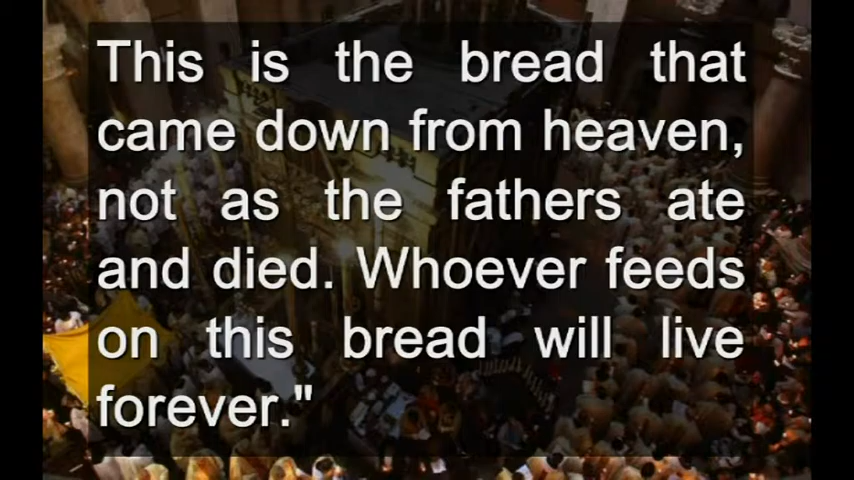 This is the bread that
came down from heaven,
not as the fathers ate
and died. Whoever feeds
on this bread will live
forever."